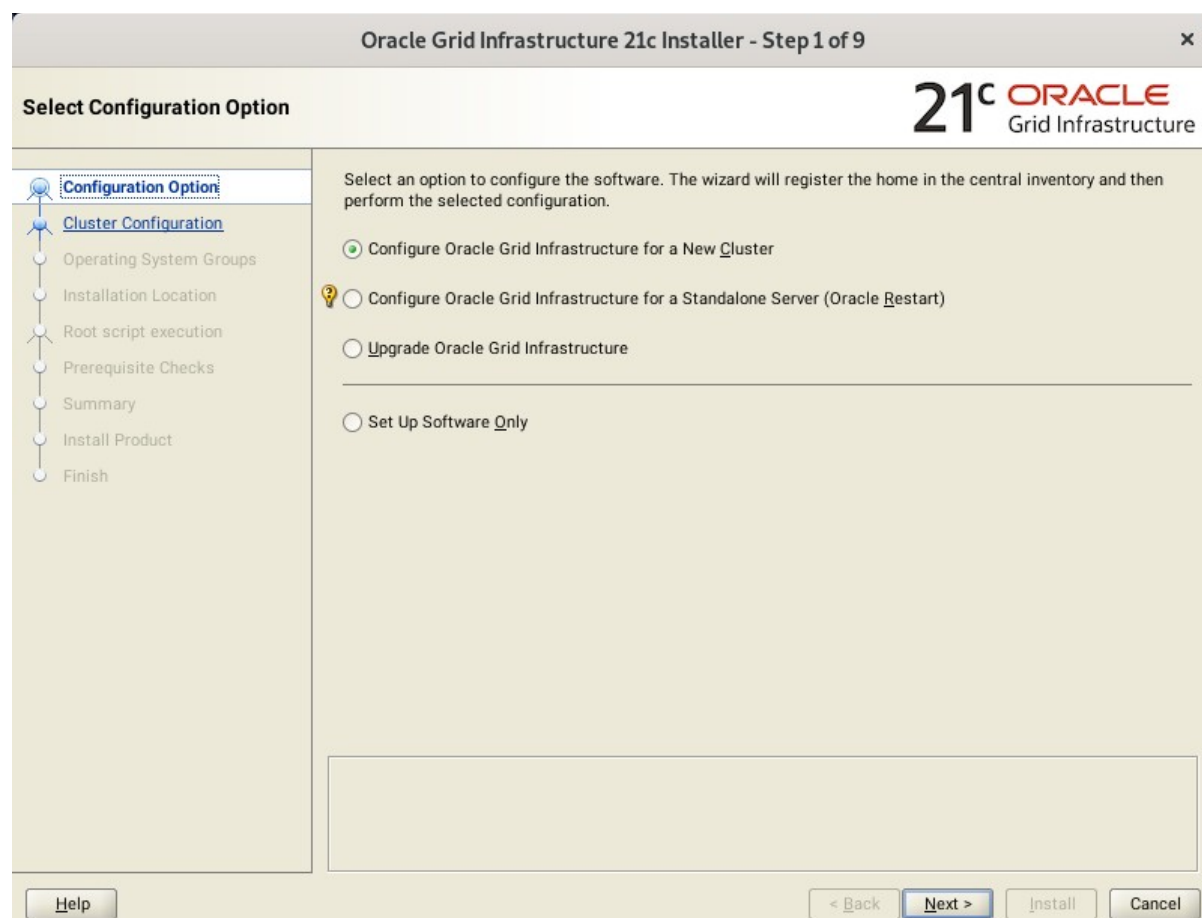 Oracle Grid Infrastructure 21c Installer - Step 1 of 9
×
Select Configuration Option
21c ORACLE
Grid Infrastructure
Configuration Option
Cluster Configuration
Operating System Groups
Installation Location
Root script execution
Prerequisite Checks
Summary
Install Product
Finish
Select an option to configure the software. The wizard will register the home in the central inventory and then
perform the selected configuration.
Configure Oracle Grid Infrastructure for a New Cluster
Configure Oracle Grid Infrastructure for a Standalone Server (Oracle Restart)
Upgrade Oracle Grid Infrastructure
Set Up Software Only
Help
< Back
Next >
Install
Cancel